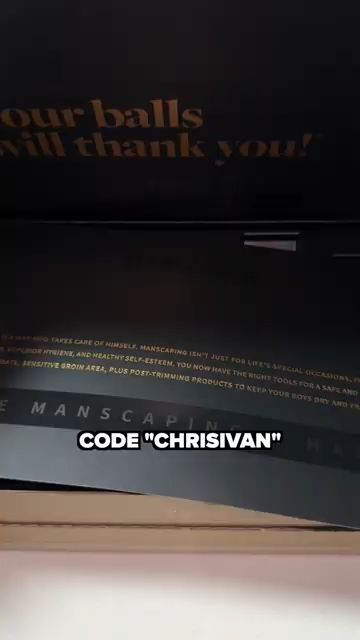 our balls
will thank you!
TAKES CARE OF HIMSELF. MANSCAPING ISN'T JUST FOR LIFE'S SPECIAL OCCASIONS,
SUPERIOR HYGIENE, AND HEALTHY SELF-ESTEEM. YOU NOW HAVE THE RIGHT TOOLS FOR A SAFE AND
SENSITIVE GROIN AREA, PLUS POST-TRIMMING PRODUCTS TO KEEP YOUR BOYS DRY AND
E MANSCAPING HA
CODE "CHRISIVAN"